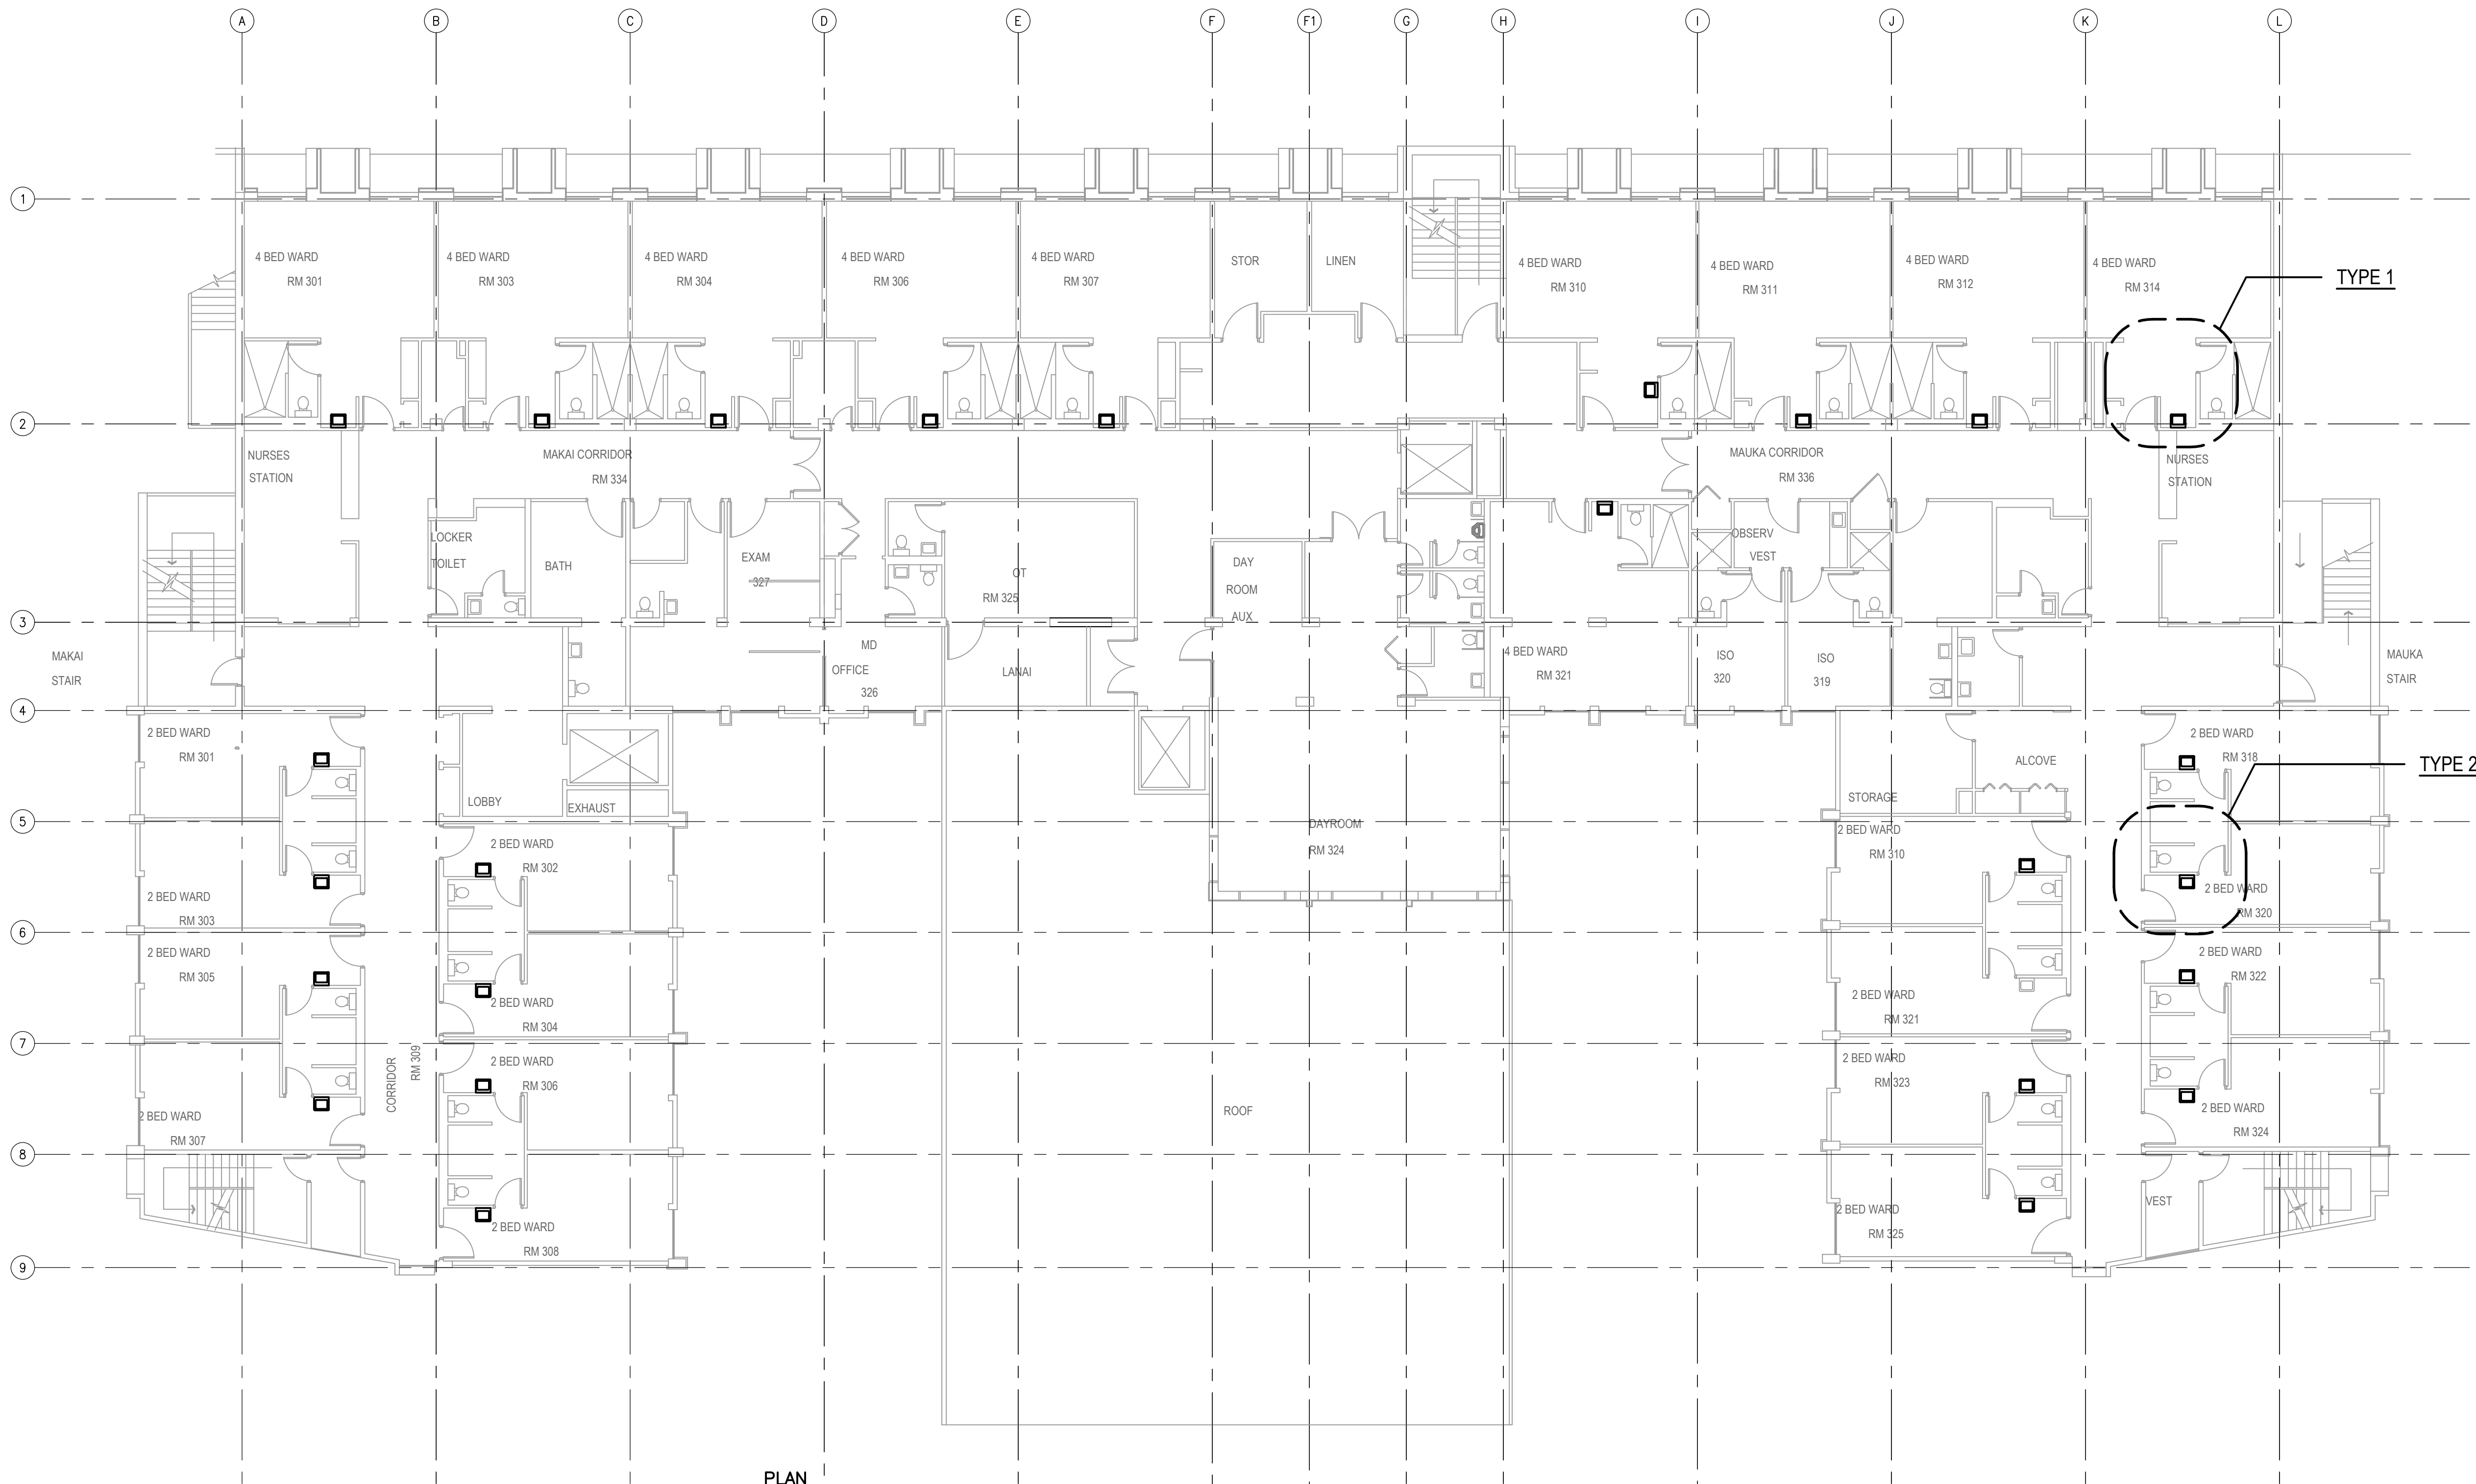 A B C D E F F1 G H I J K L
1
4 BED WARD
RM 301
4 BED WARD
RM 303
4 BED WARD
RM 304
4 BED WARD
RM 306
4 BED WARD
RM 307
STOR
LINEN
4 BED WARD
RM 310
4 BED WARD
RM 311
4 BED WARD
RM 312
4 BED WARD
RM 314
TYPE 1
2
NURSES
STATION
MAKAI CORRIDOR
RM 334
MAUKA CORRIDOR
RM 336
NURSES
STATION
LOCKER
TOILET
BATH
EXAM
327
OT
RM 325
DAY
ROOM
AUX
OBSERV
VEST
3
MAKAI
STAIR
MD
OFFICE
326
LANAI
4 BED WARD
RM 321
ISO
320
ISO
319
MAUKA
STAIR
4
2 BED WARD
RM 301
LOBBY
EXHAUST
STORAGE
ALCOVE
2 BED WARD
RM 318
TYPE 2
5
2 BED WARD
RM 303
2 BED WARD
RM 302
DAYROOM
RM 324
2 BED WARD
RM 310
2 BED WARD
RM 320
6
2 BED WARD
RM 305
2 BED WARD
RM 304
2 BED WARD
RM 321
2 BED WARD
RM 322
7
2 BED WARD
RM 307
CORRIDOR
RM 309
2 BED WARD
RM 306
ROOF
2 BED WARD
RM 323
2 BED WARD
RM 324
8
2 BED WARD
RM 308
2 BED WARD
RM 325
VEST
9
PLAN